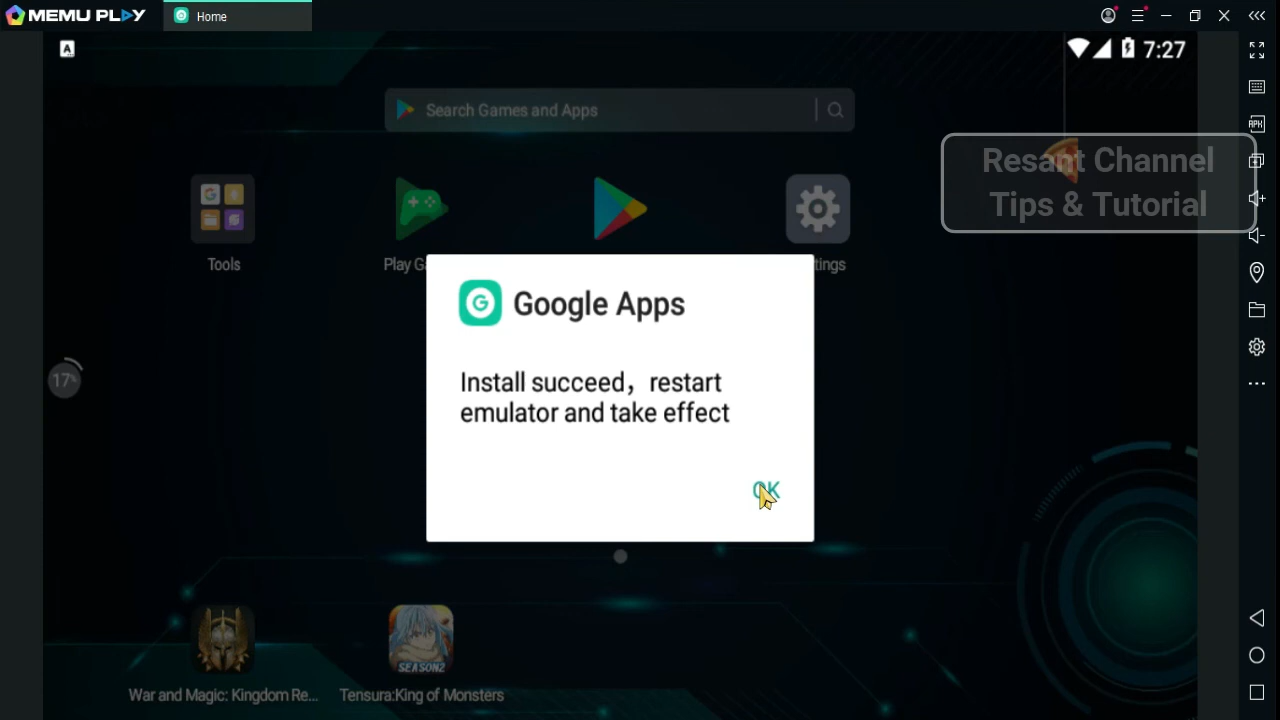 MEMU PLAY
Home
A
7:27
Search Games and Apps
APK
Resant Channel
Tips & Tutorial
Tools
Play G
tings
Google Apps
Install succeed，restart
emulator and take effect
17%
OK
SEASON2
War and Magic: Kingdom Re...
Tensura:King of Monsters